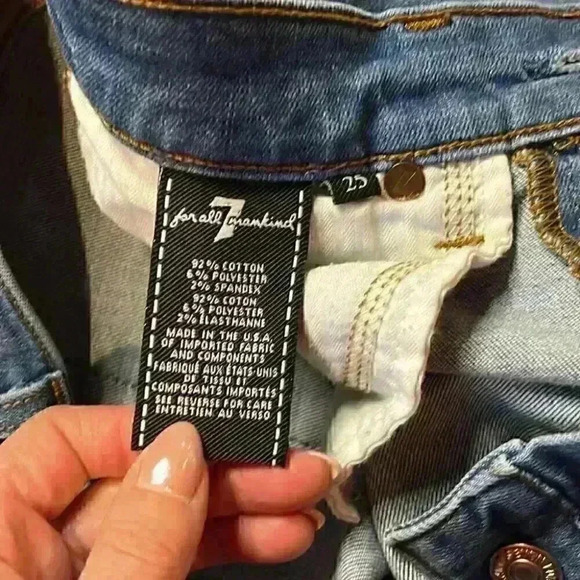 for all 7 mankind
25
92% COTTON
6% POLYESTER
2% SPANDEX
92% COTON
6% POLYESTER
2% ELASTHANNE
MADE IN THE U.S.A.
OF IMPORTED FABRIC
AND COMPONENTS
FABRIQUÉ AUX ÉTATS-UNIS
DE TISSU ET
COMPOSANTS IMPORTÉS
SEE REVERSE FOR CARE
ENTRETIEN AU VERSO